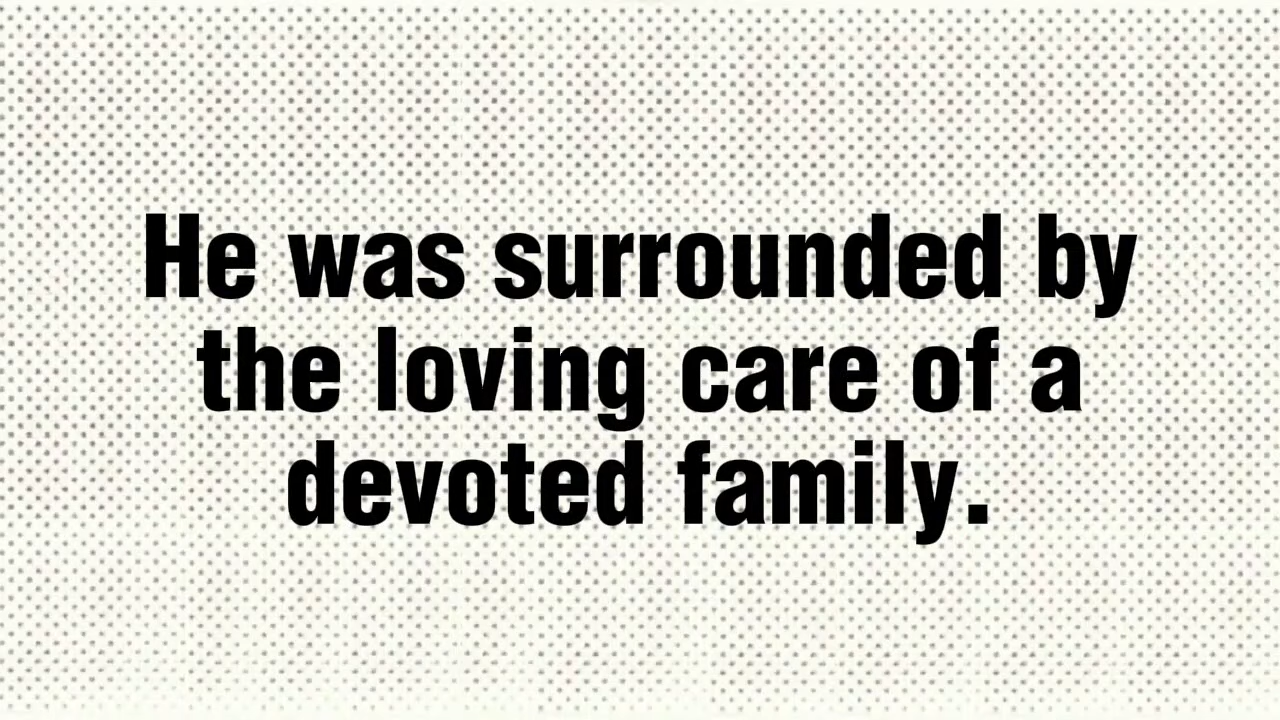 He was surrounded by
the loving care of a
devoted family.